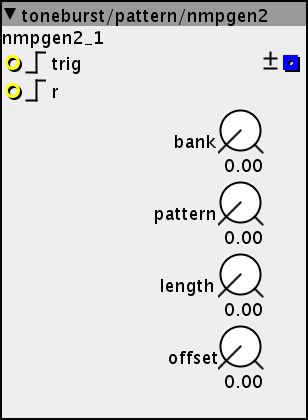 ▼ toneburst/pattern/nmpgen2
nmpgen2_1
trig ±
r
bank
0.00
pattern
0.00
length
0.00
offset
0.00